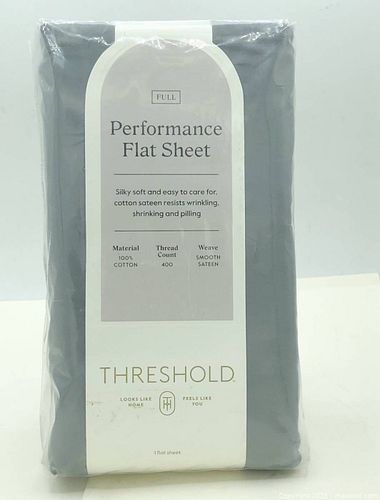 FULL
Performance
Flat Sheet
Silky soft and easy to care for,
cotton sateen resists wrinkling,
shrinking and pilling
Material Thread Count Weave
100% COTTON 400 SMOOTH SATEEN
THRESHOLD™
LOOKS LIKE HOME FEELS LIKE YOU
1 flat sheet